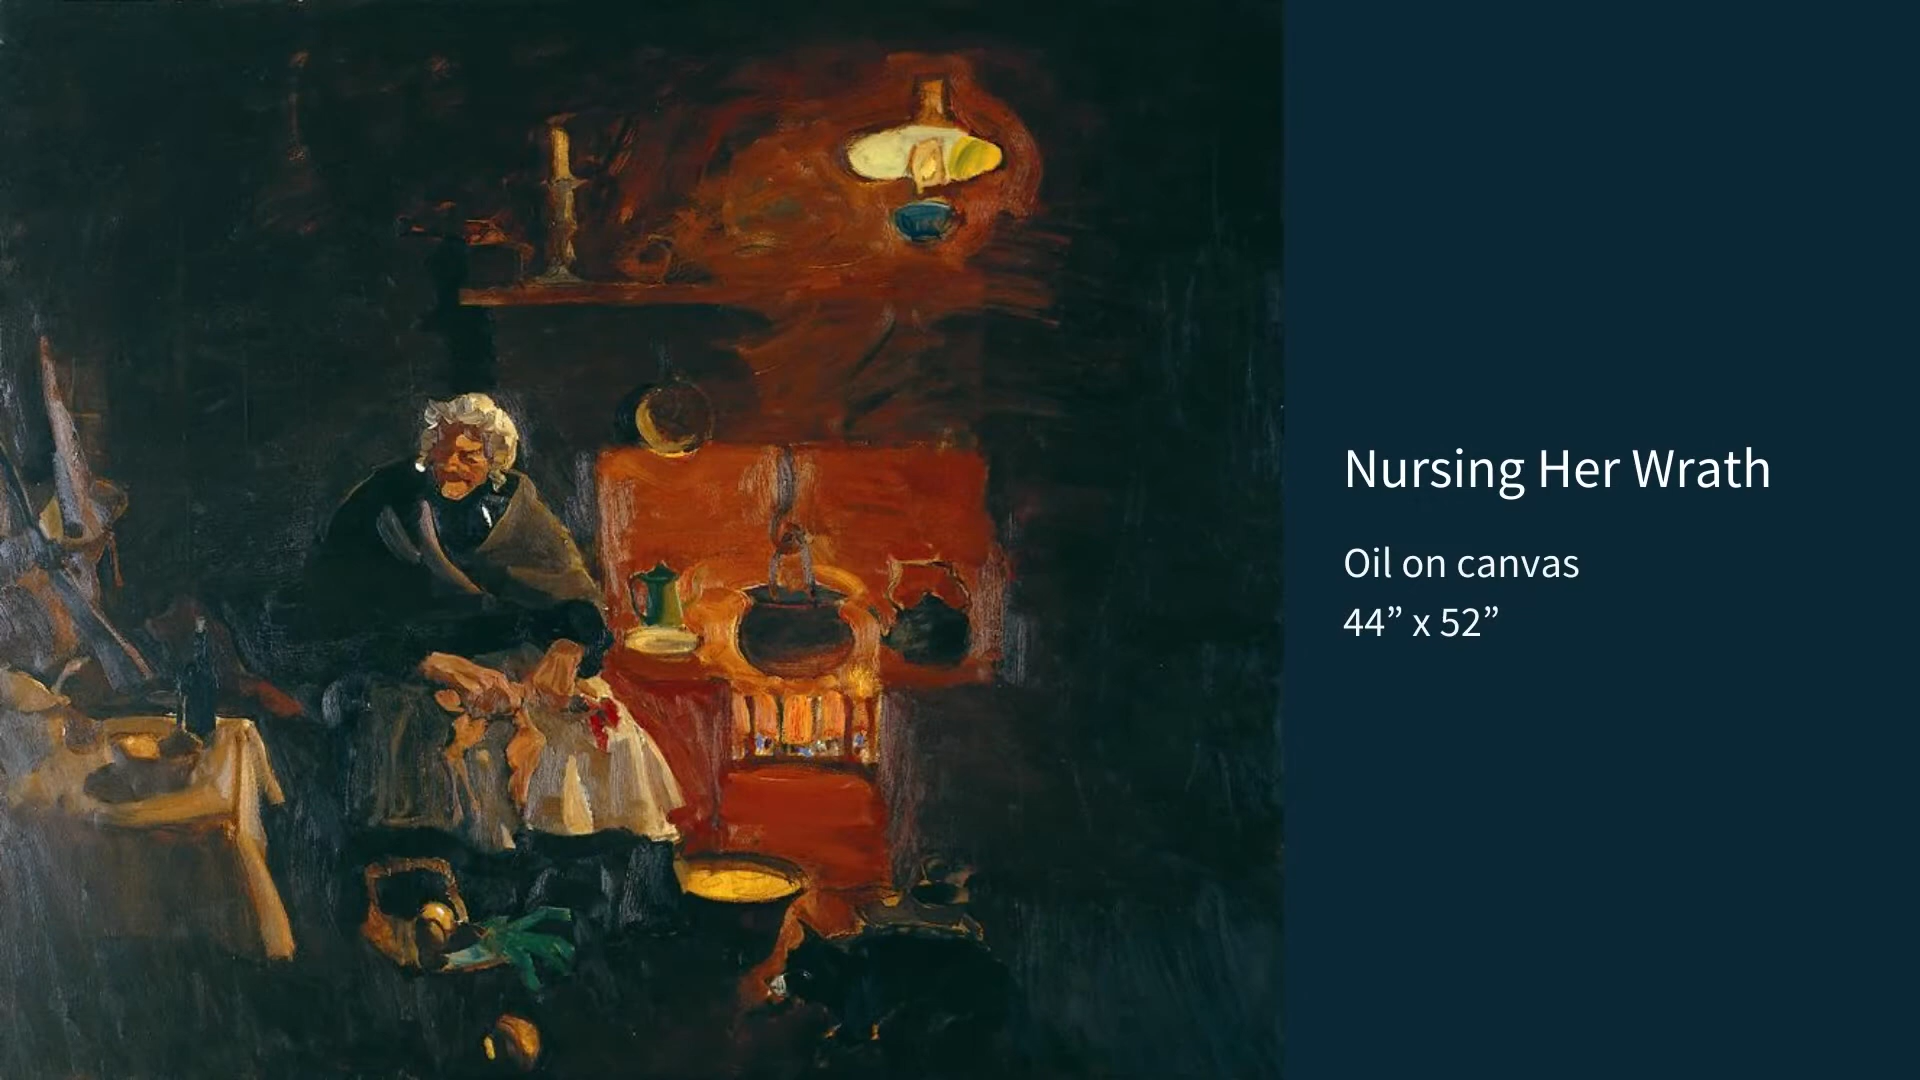 Nursing Her Wrath
Oil on canvas
44” x 52”